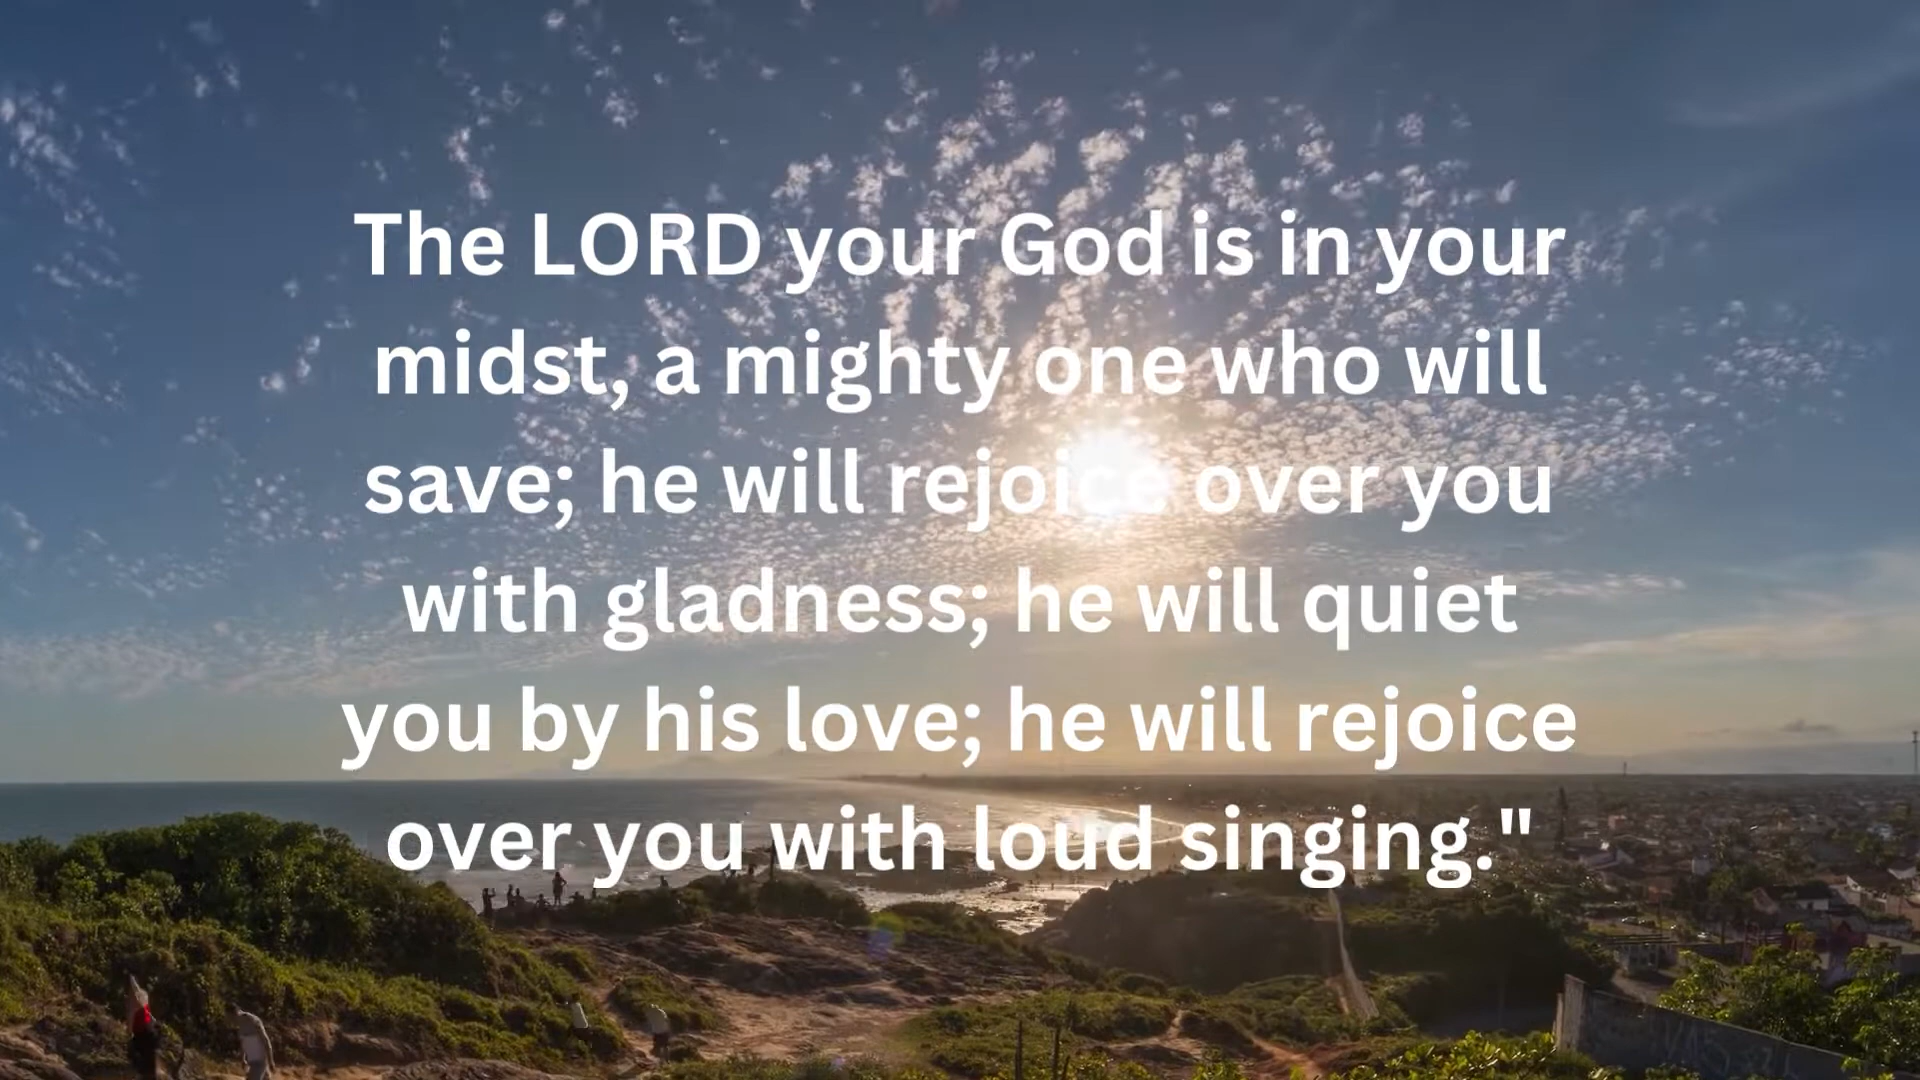 The LORD your God is in your
midst, a mighty one who will
save; he will rejoice over you
with gladness; he will quiet
you by his love; he will rejoice
over you with loud singing."